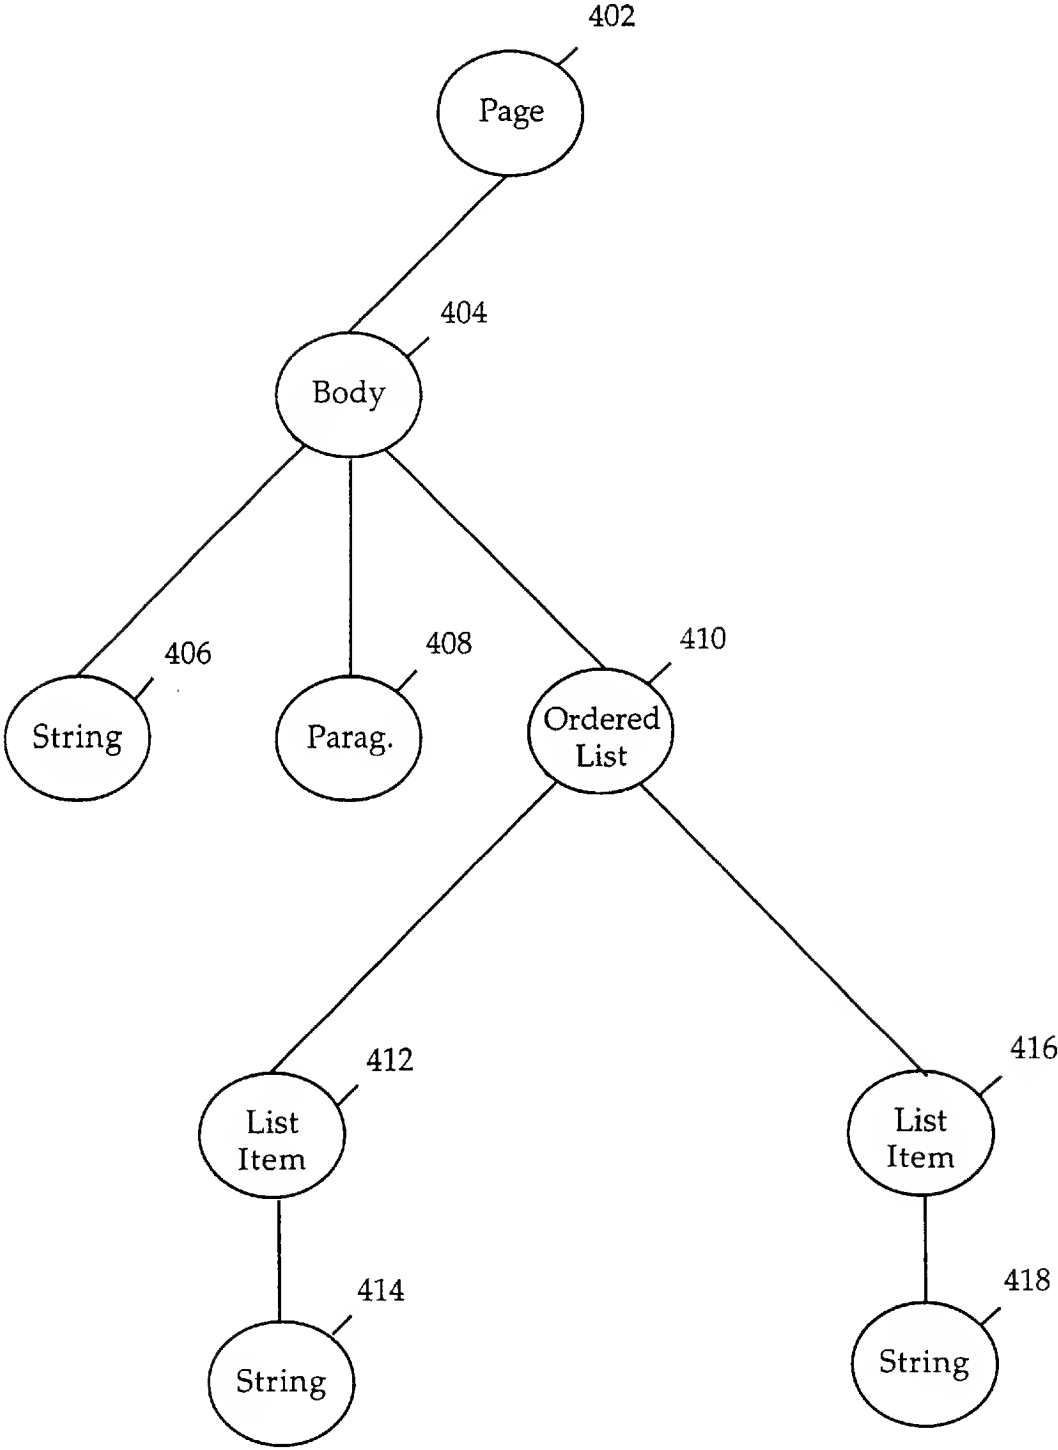 402
Page
404
Body
406
String
408
Parag.
410
Ordered
List
412
List
Item
416
List
Item
414
String
418
String